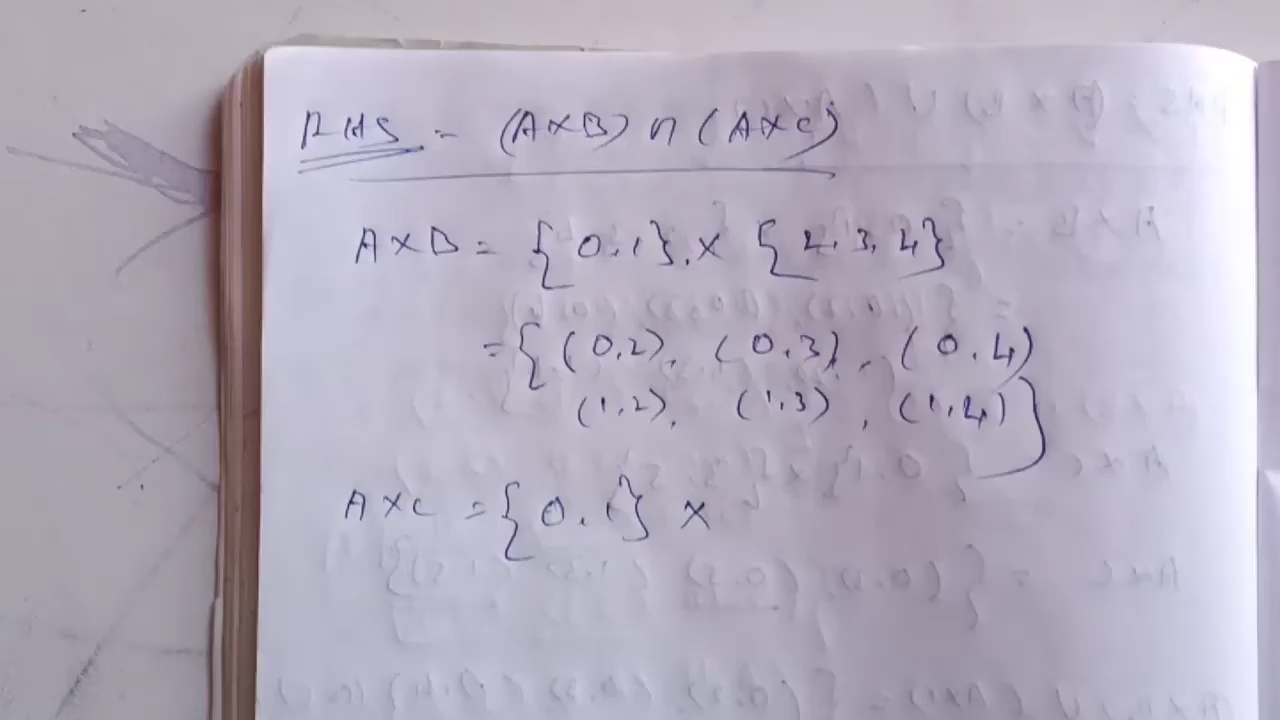 RHS = (A×B) ∩ (A×C)
A×B = {0,1} × {2,3,4}
= {(0,2), (0,3), (0,4)
(1,2), (1,3), (1,4)}
A×C = {0,1} ×